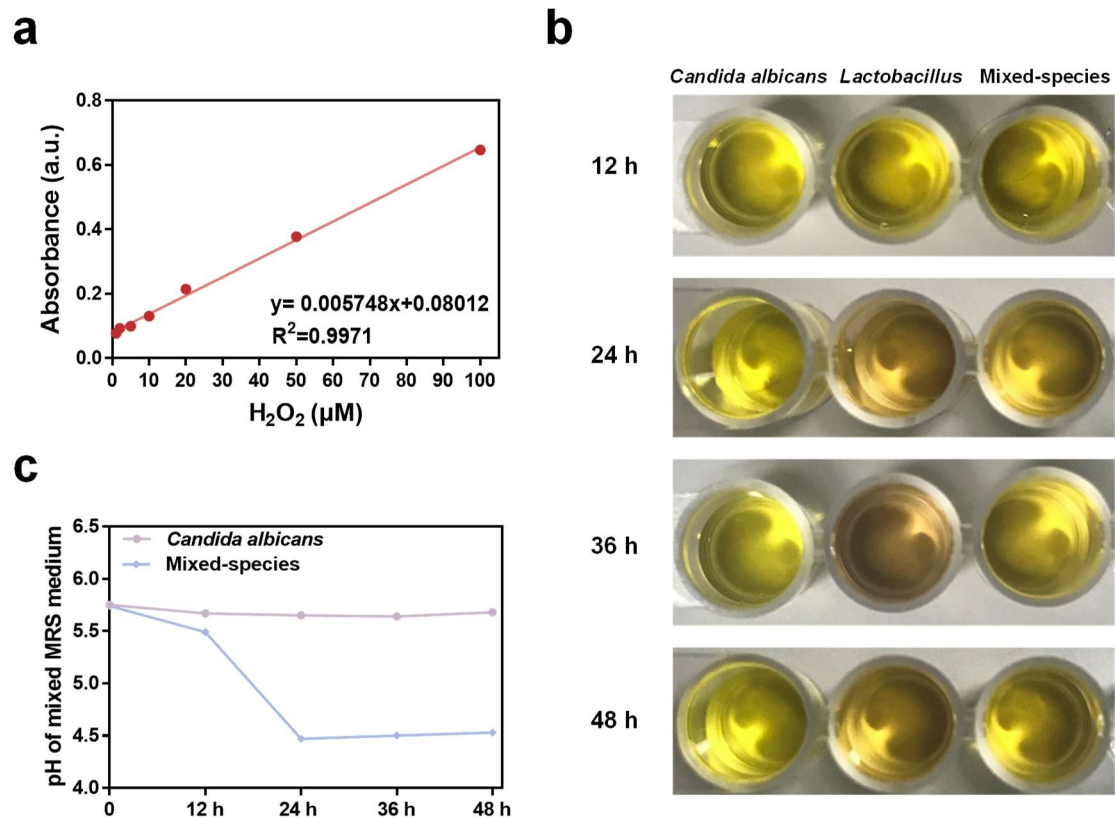 a
0.8
0.6
0.4
0.2
0.0
Absorbance (a.u.)
y= 0.005748x+0.08012
R²=0.9971
0 10 20 30 40 50 60 70 80 90 100
H₂O₂ (µM)
b
Candida albicans Lactobacillus Mixed-species
12 h
24 h
36 h
48 h
c
6.5
6.0
5.5
5.0
4.5
4.0
pH of mixed MRS medium
Candida albicans
Mixed-species
0 12 h 24 h 36 h 48 h